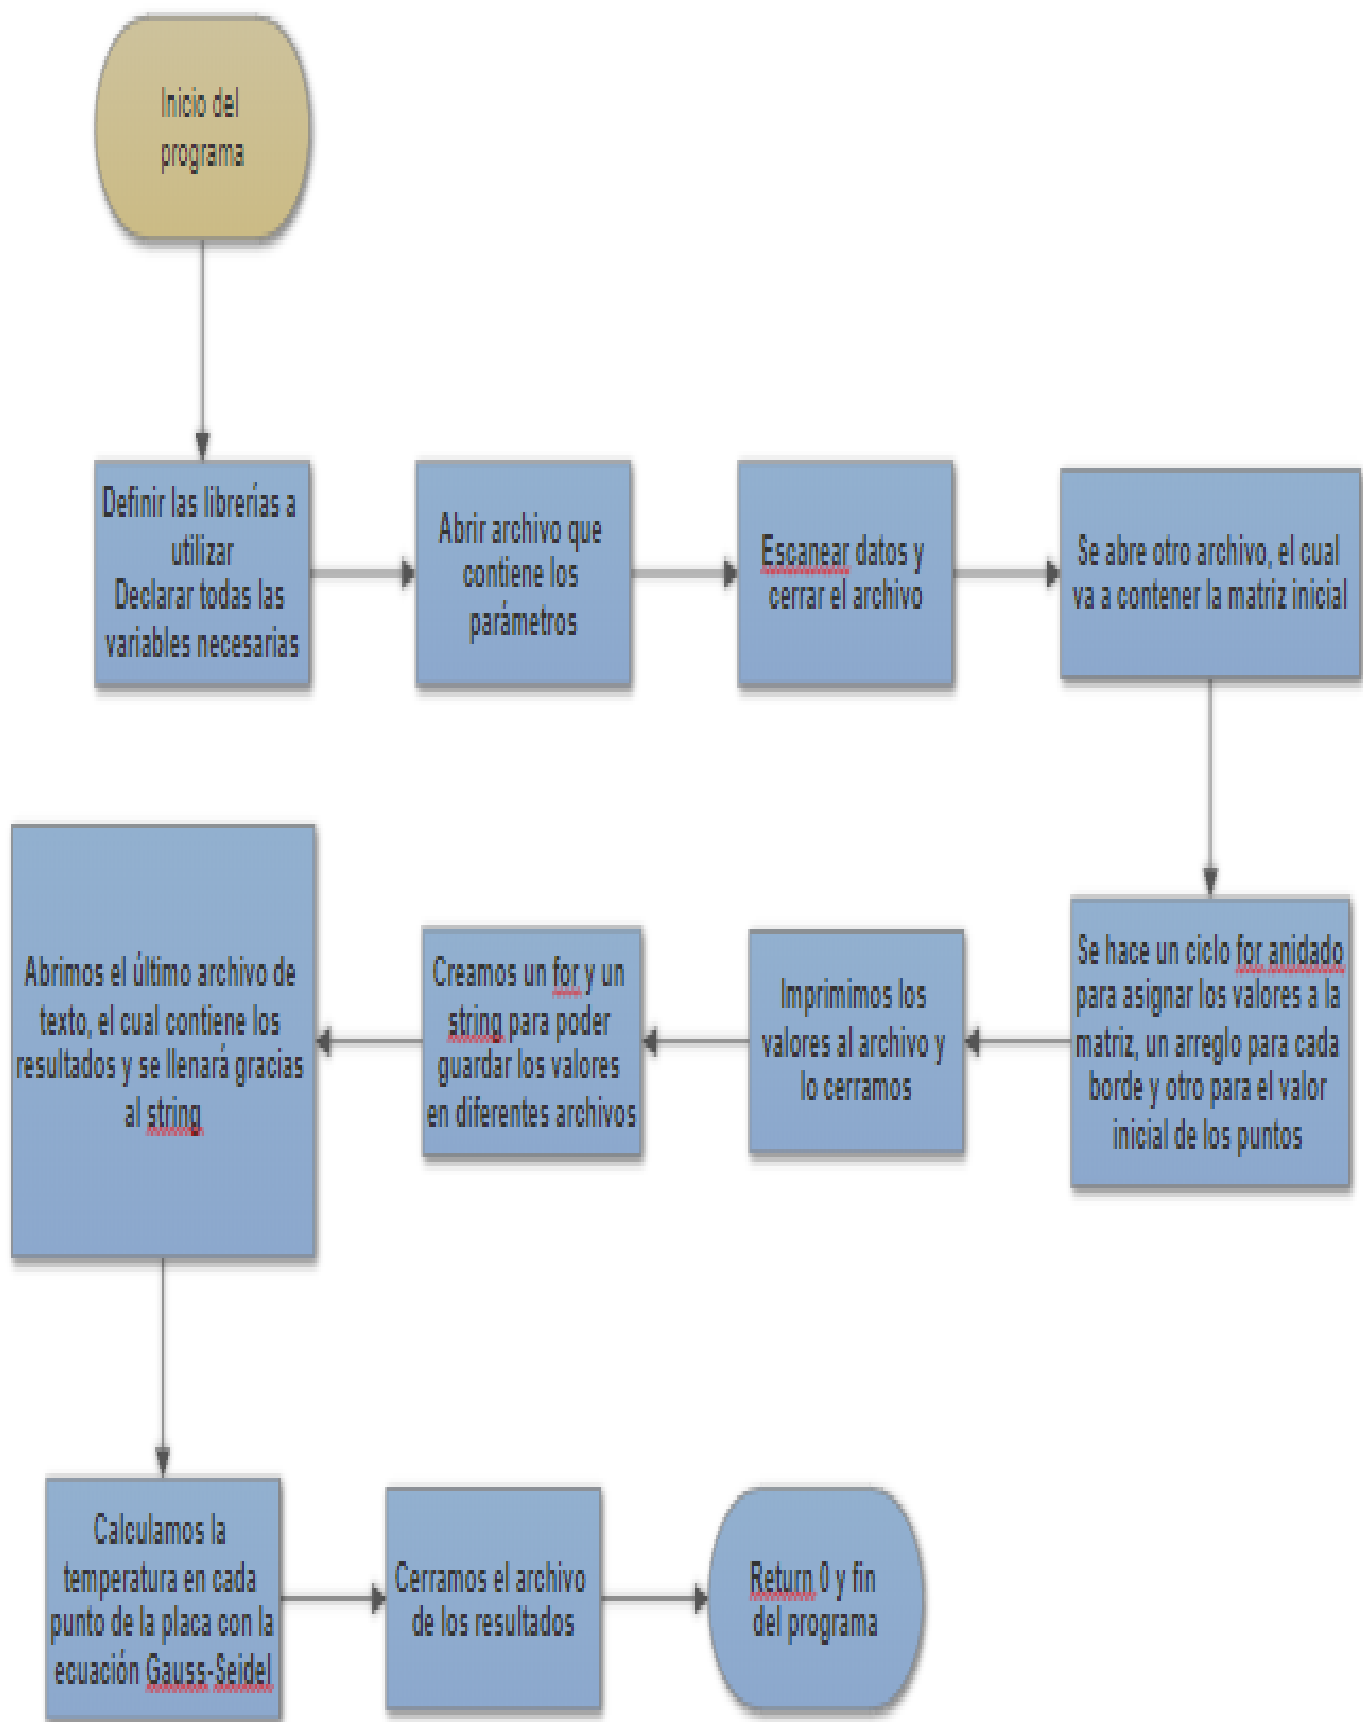 Inicio del
programa
Definir las librerías a
utilizar
Declarar todas las
variables necesarias
Abrir archivo que
contiene los
parámetros
Escanear datos y
cerrar el archivo
Se abre otro archivo, el cual
va a contener la matriz inicial
Se hace un ciclo for anidado
para asignar los valores a la
matriz, un arreglo para cada
borde y otro para el valor
inicial de los puntos
Imprimimos los
valores al archivo y
lo cerramos
Creamos un for y un
string para poder
guardar los valores
en diferentes archivos
Abrimos el último archivo de
texto, el cual contiene los
resultados y se llenará gracias
al string
Calculamos la
temperatura en cada
punto de la placa con la
ecuación Gauss-Seidel
Cerramos el archivo
de los resultados
Return 0 y fin
del programa